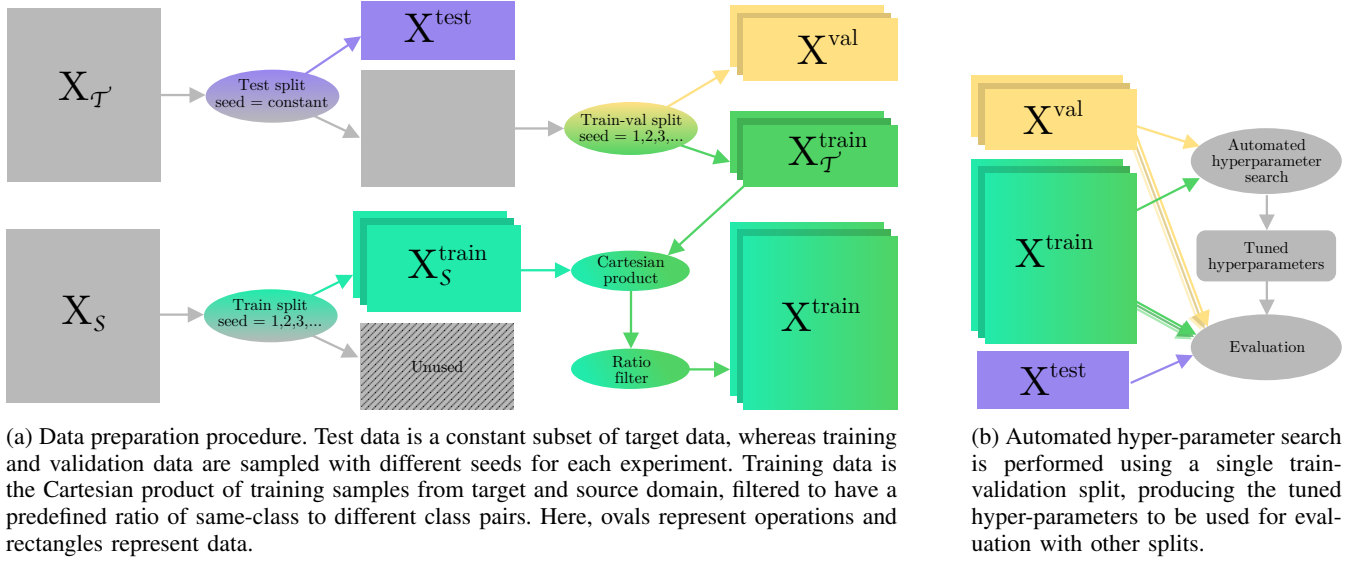 X_𝒯
Test split
seed = constant
X^test
Train-val split
seed = 1,2,3,...
X^val
X_𝒯^train
X_𝒮
Train split
seed = 1,2,3,...
X_𝒮^train
Unused
Cartesian
product
Ratio
filter
X^train
(a) Data preparation procedure. Test data is a constant subset of target data, whereas training
and validation data are sampled with different seeds for each experiment. Training data is
the Cartesian product of training samples from target and source domain, filtered to have a
predefined ratio of same-class to different class pairs. Here, ovals represent operations and
rectangles represent data.
X^val
X^train
X^test
Automated
hyperparameter
search
Tuned
hyperparameters
Evaluation
(b) Automated hyper-parameter search
is performed using a single train-
validation split, producing the tuned
hyper-parameters to be used for eval-
uation with other splits.